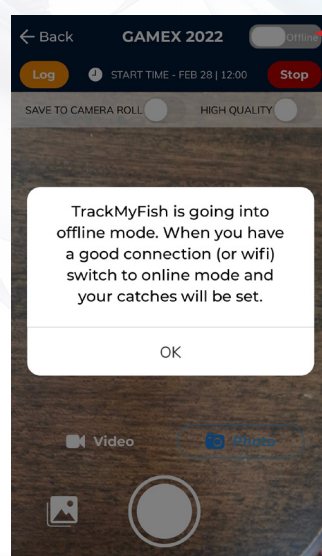 Back
GAMEX 2022
Offline
Log
START TIME - FEB 28 | 12:00
Stop
SAVE TO CAMERA ROLL
HIGH QUALITY
TrackMyFish is going into
offline mode. When you have
a good connection (or wifi)
switch to online mode and
your catches will be set.
OK
Video
Photo